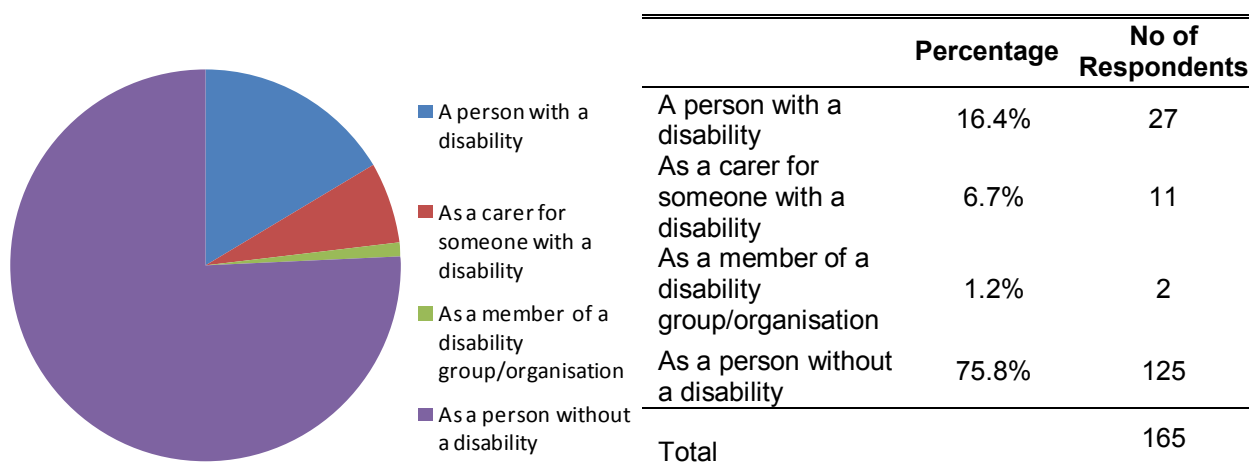 A person with a
disability
As a carer for
someone with a
disability
As a member of a
disability
group/organisation
As a person without
a disability
Percentage
No of
Respondents
A person with a
disability
16.4%
27
As a carer for
someone with a
disability
6.7%
11
As a member of a
disability
group/organisation
1.2%
2
As a person without
a disability
75.8%
125
Total
165